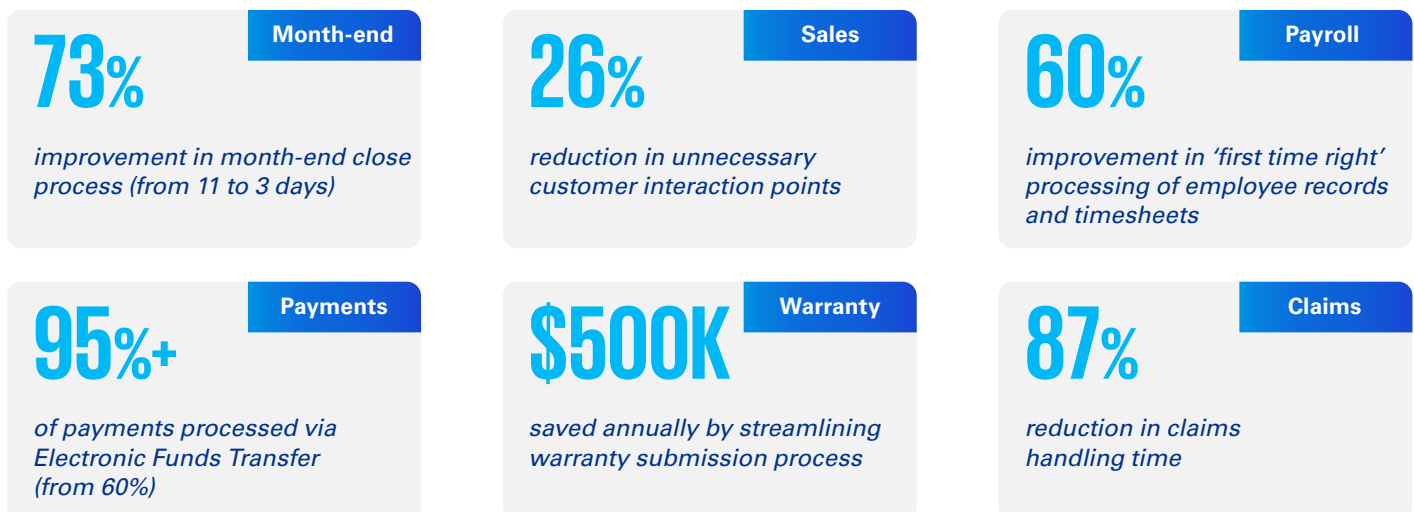 Month-end
73%
improvement in month-end close
process (from 11 to 3 days)
Sales
26%
reduction in unnecessary
customer interaction points
Payroll
60%
improvement in ‘first time right’
processing of employee records
and timesheets
Payments
95%+
of payments processed via
Electronic Funds Transfer
(from 60%)
Warranty
$500K
saved annually by streamlining
warranty submission process
Claims
87%
reduction in claims
handling time